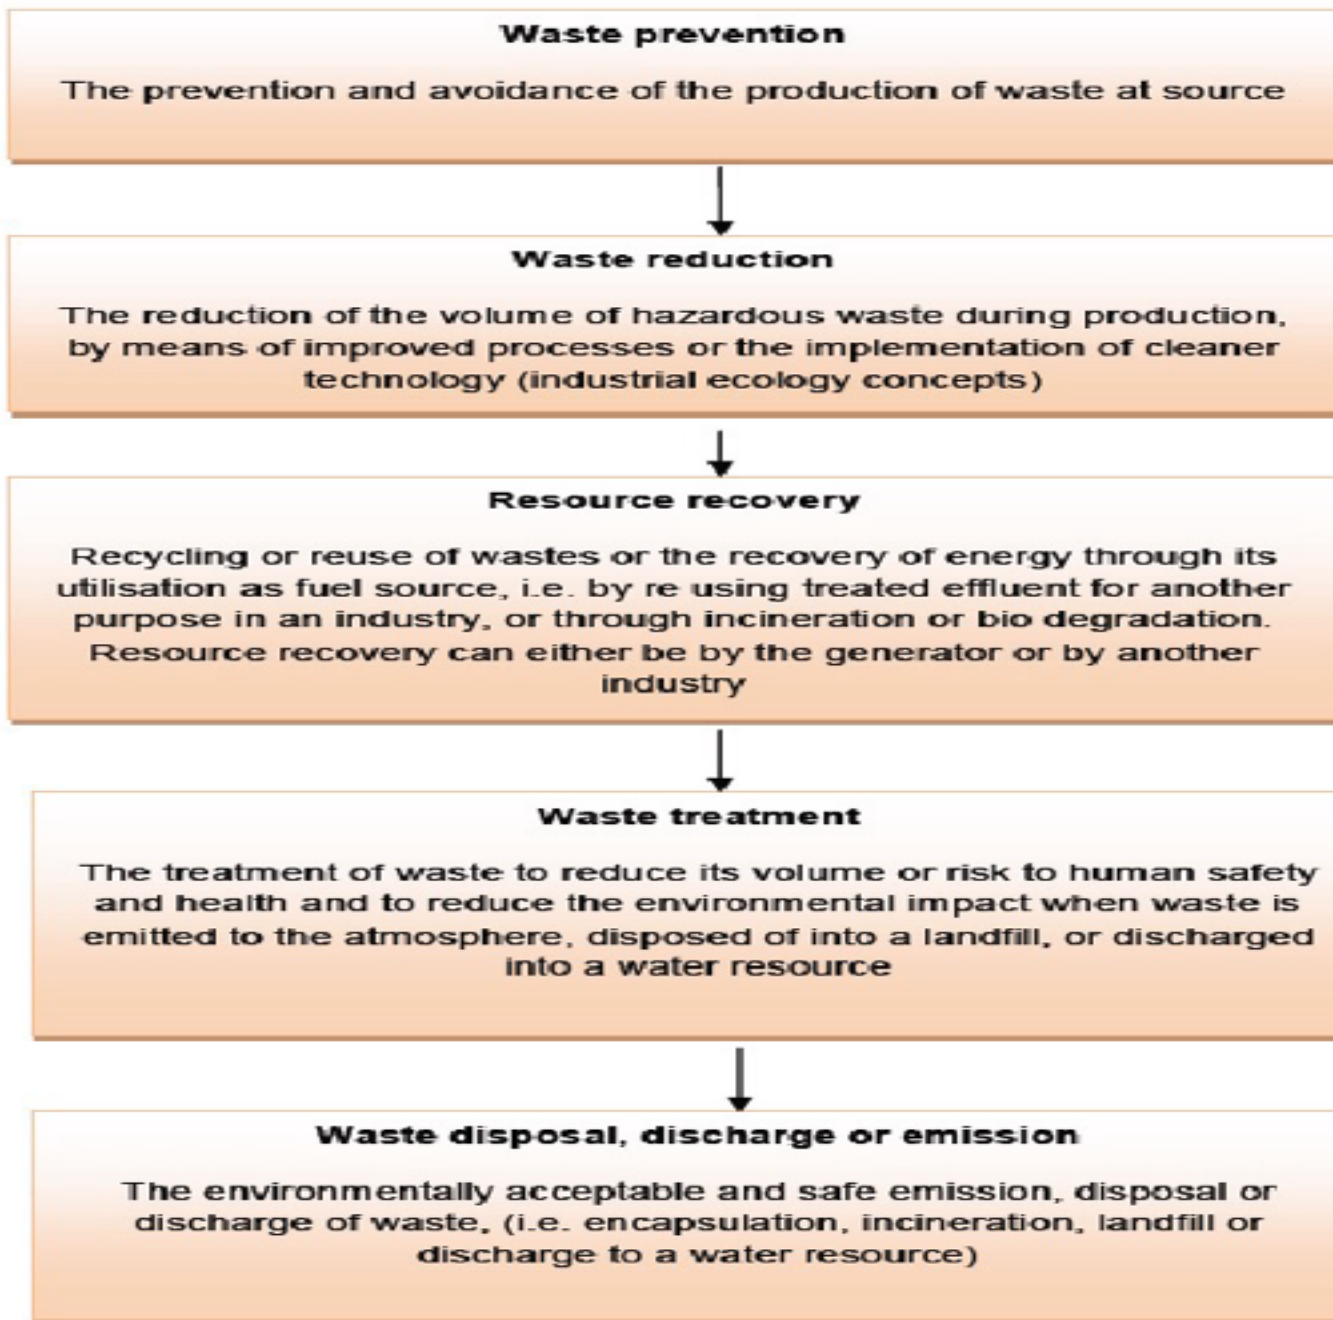 Waste prevention
The prevention and avoidance of the production of waste at source
Waste reduction
The reduction of the volume of hazardous waste during production,
by means of improved processes or the implementation of cleaner
technology (industrial ecology concepts)
Resource recovery
Recycling or reuse of wastes or the recovery of energy through its
utilisation as fuel source, i.e. by re using treated effluent for another
purpose in an industry, or through incineration or bio degradation.
Resource recovery can either be by the generator or by another
industry
Waste treatment
The treatment of waste to reduce its volume or risk to human safety
and health and to reduce the environmental impact when waste is
emitted to the atmosphere, disposed of into a landfill, or discharged
into a water resource
Waste disposal, discharge or emission
The environmentally acceptable and safe emission, disposal or
discharge of waste, (i.e. encapsulation, incineration, landfill or
discharge to a water resource)